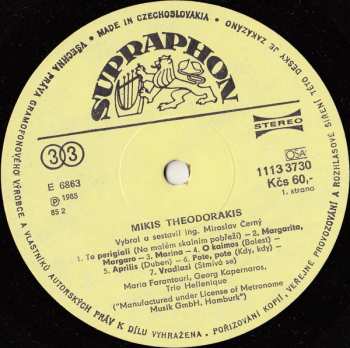 VŠECHNA PRÁVA GRAMOFONOVÉHO VÝROBCE A VLASTNÍKŮ AUTORSKÝCH PRÁV K DÍLU VYHRAŽENA. POŘIZOVÁNÍ KOPIÍ, VEŘEJNÉ PROVOZOVÁNÍ A ROZHLASOVÉ ŠÍŘENÍ TÉTO DESKY JE ZAKÁZÁNO
• MADE IN CZECHOSLOVAKIA •
SUPRAPHON
33
STEREO
E 6863
Ⓟ 1985
85 2
OSA
1113 3730
Kčs 60,-
1. strana
MIKIS THEODORAKIS
Vybral a sestavil ing. Miroslav Černý
1. To perigiali (Na malém skalním pobřeží) – 2. Margarita,
Margaro – 3. Marina – 4. O kaimos (Bolest) –
5. Aprilis (Duben) – 6. Pote, pote (Kdy, kdy) –
7. Vradiazi (Stmívá se)
Maria Farantouri, Georg Kapernaros,
Trio Hellenique
("Manufactured under License of Metronome
Musik GmbH, Hamburk")